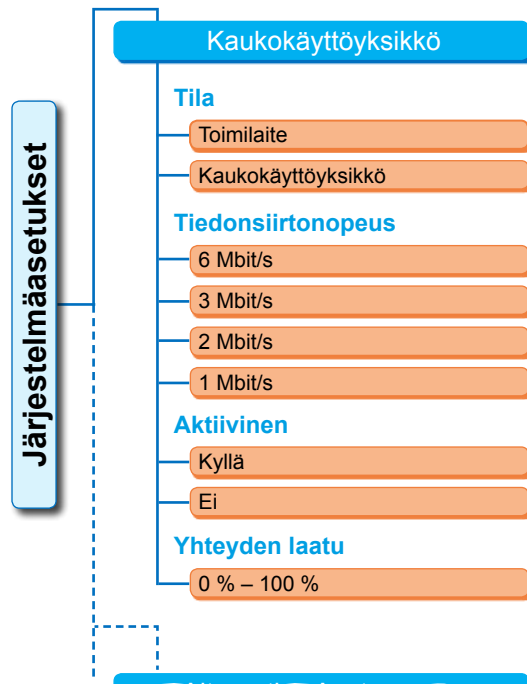 Järjestelmäasetukset
Kaukokäyttöyksikkö
Tila
Toimilaite
Kaukokäyttöyksikkö
Tiedonsiirtonopeus
6 Mbit/s
3 Mbit/s
2 Mbit/s
1 Mbit/s
Aktiivinen
Kyllä
Ei
Yhteyden laatu
0 % – 100 %